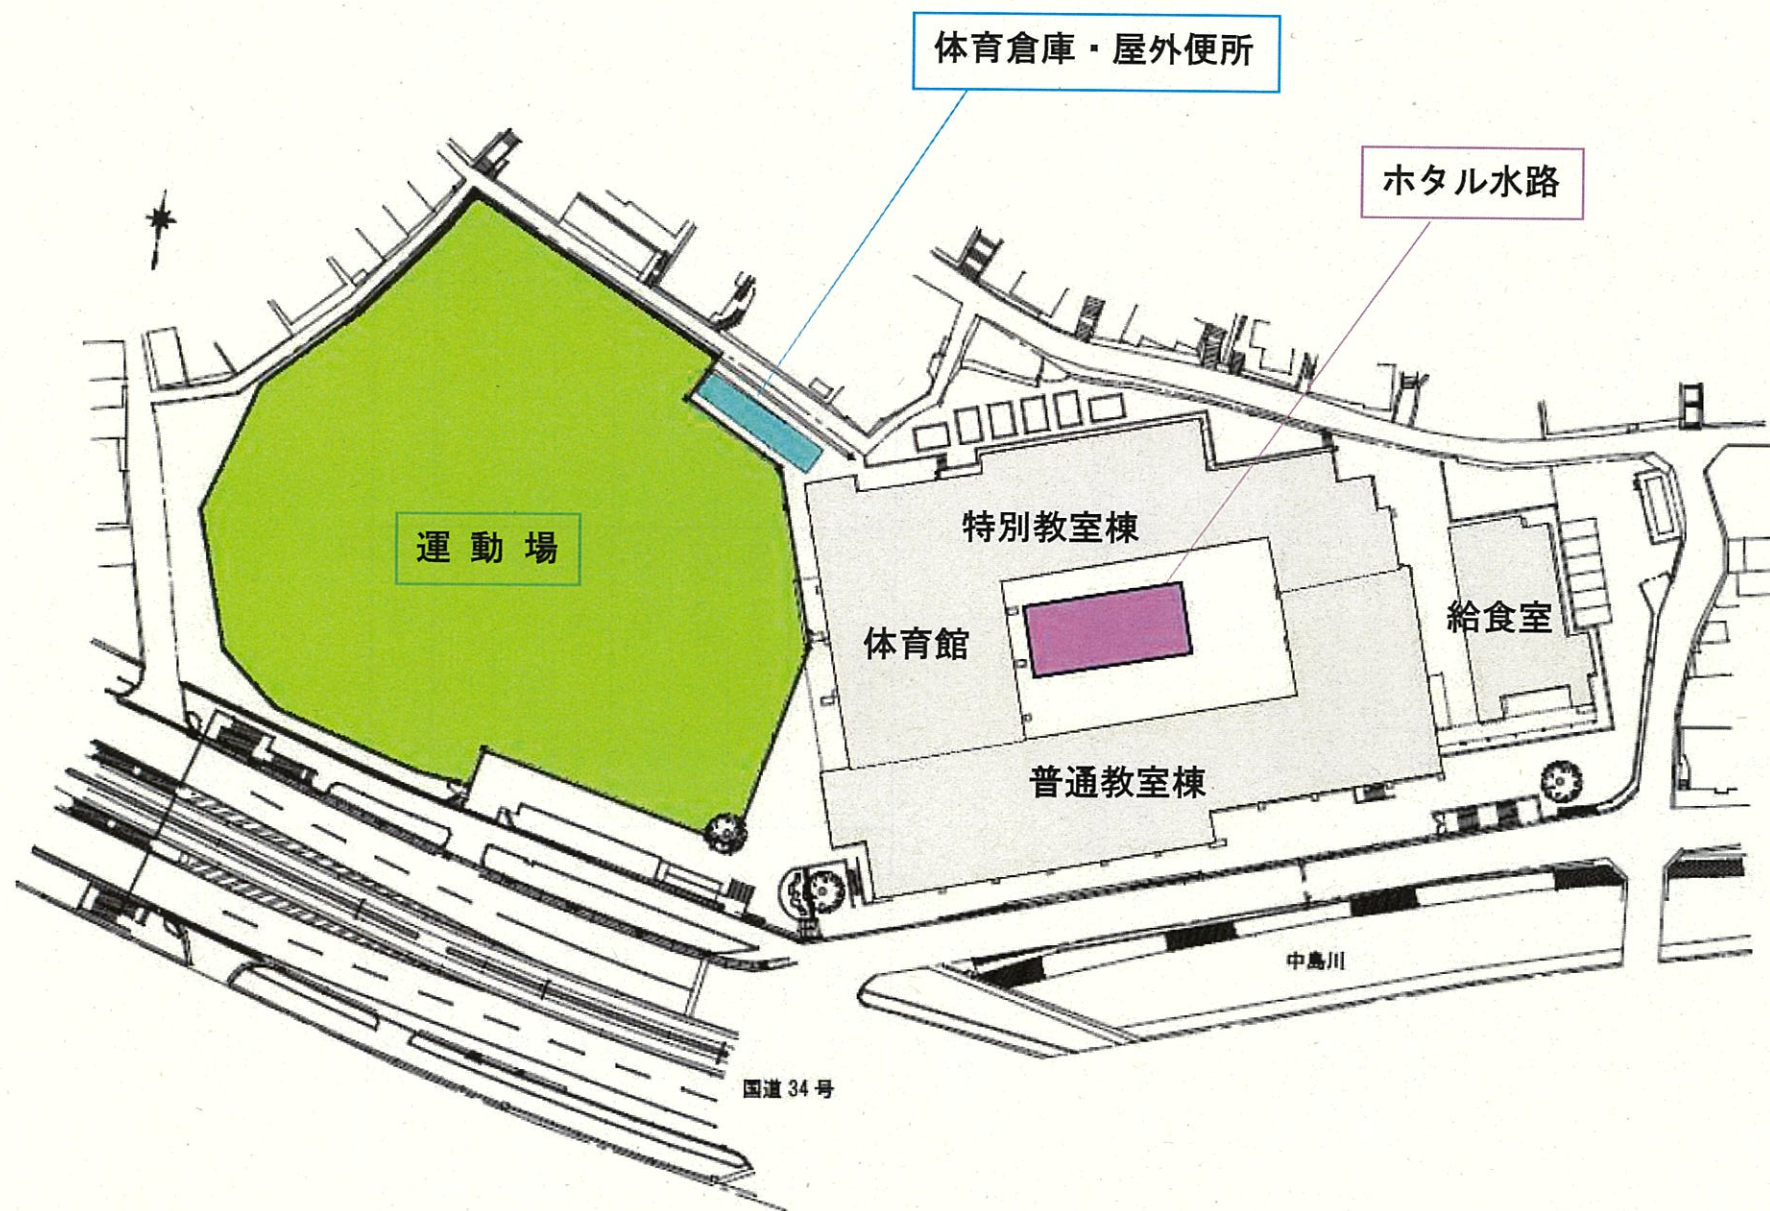 体育倉庫・屋外便所
ホタル水路
運動場
特別教室棟
体育館
給食室
普通教室棟
中島川
国道34号